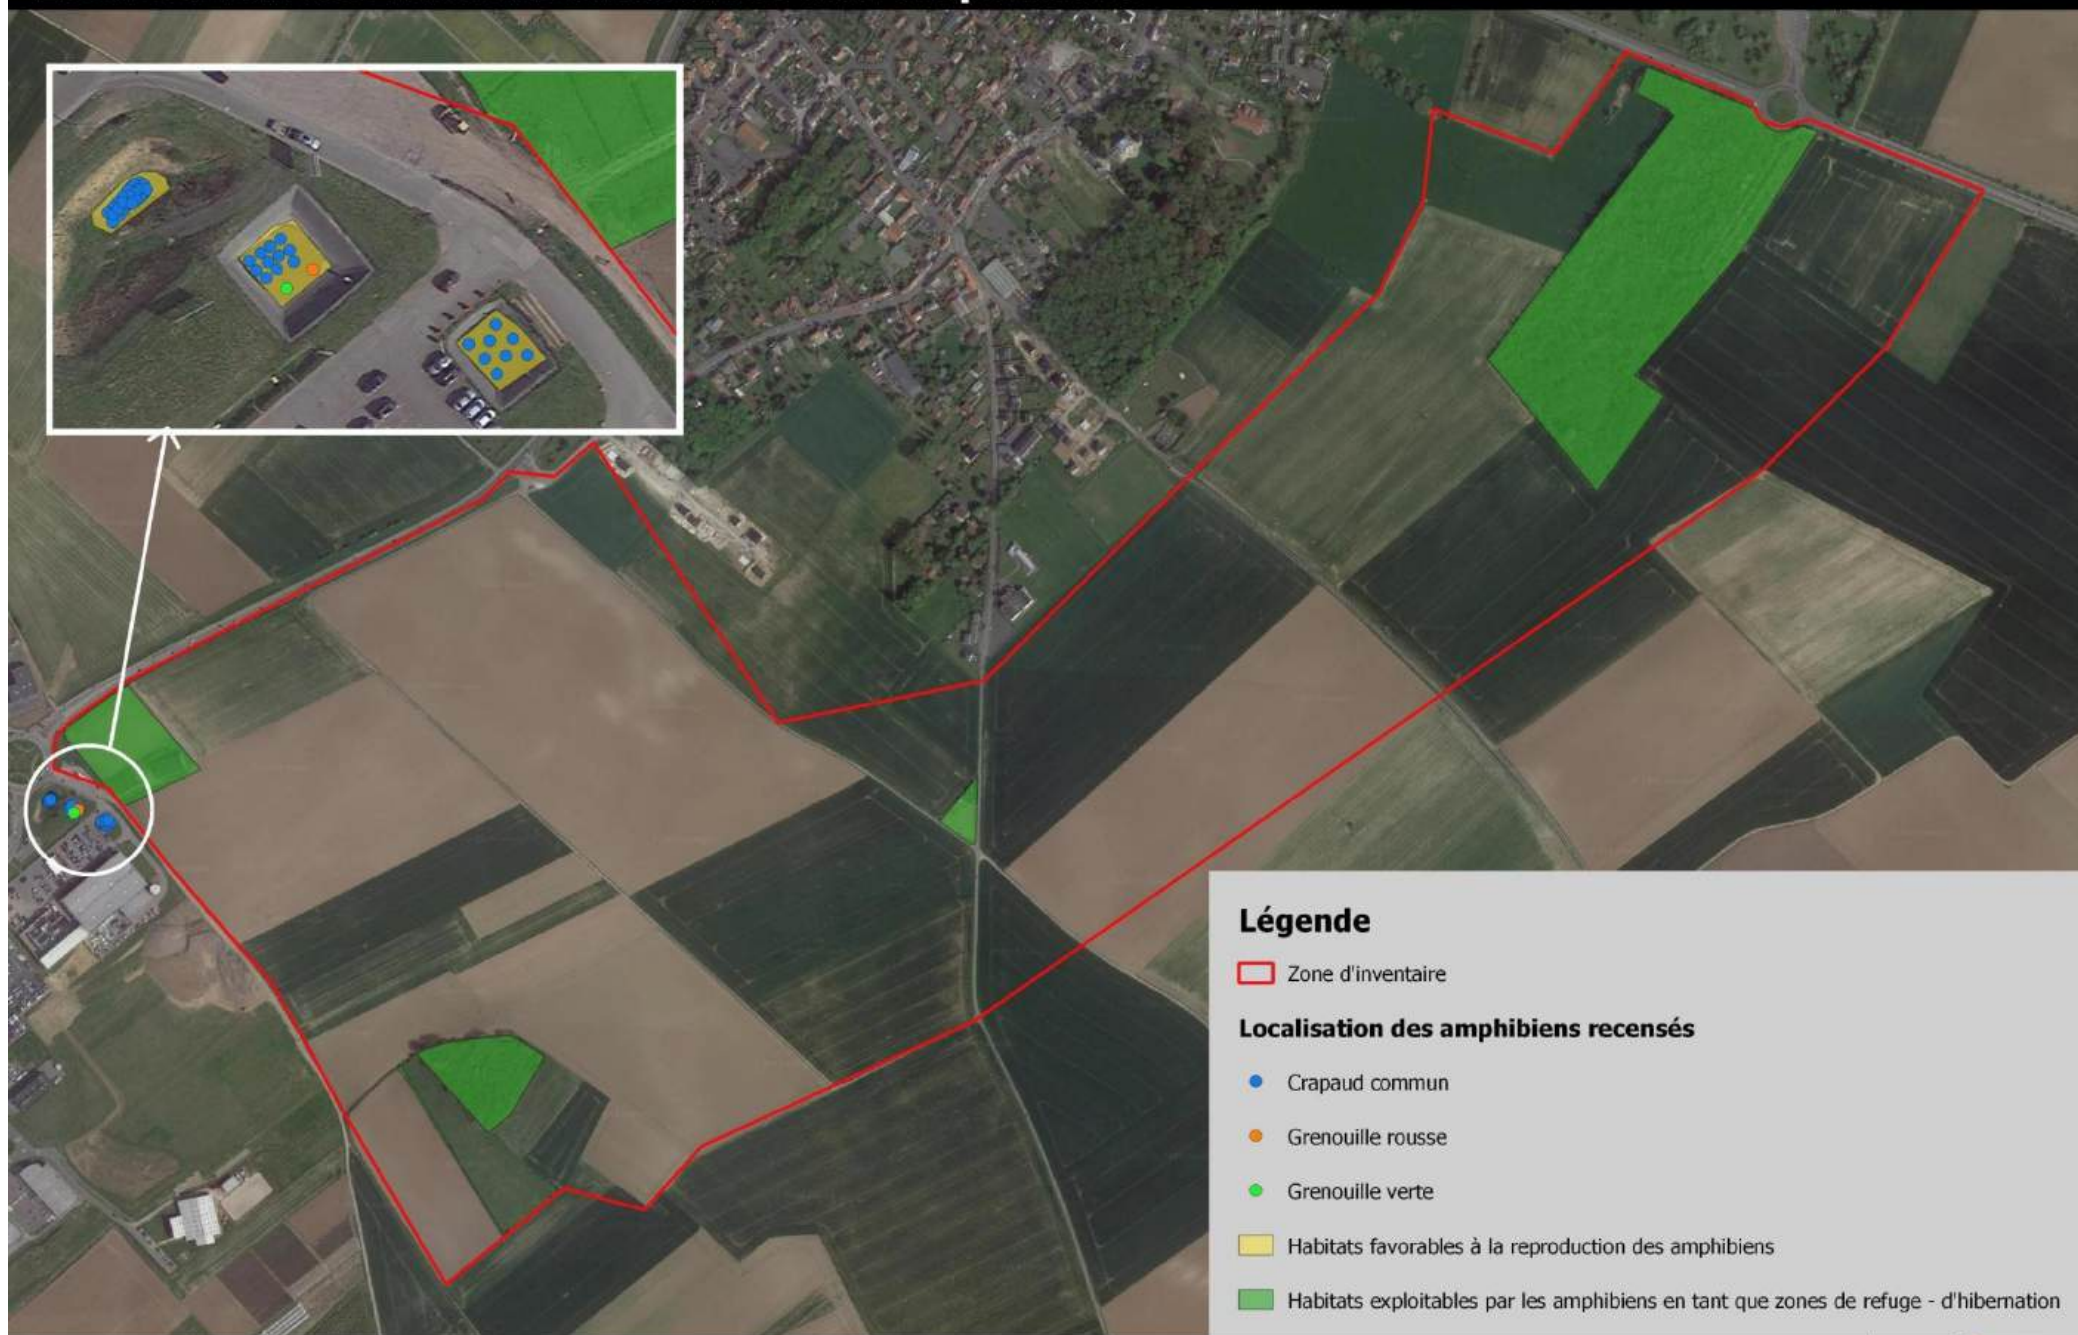 Légende
Zone d'inventaire
Localisation des amphibiens recensés
Crapaud commun
Grenouille rousse
Grenouille verte
Habitats favorables à la reproduction des amphibiens
Habitats exploitables par les amphibiens en tant que zones de refuge - d'hibernation